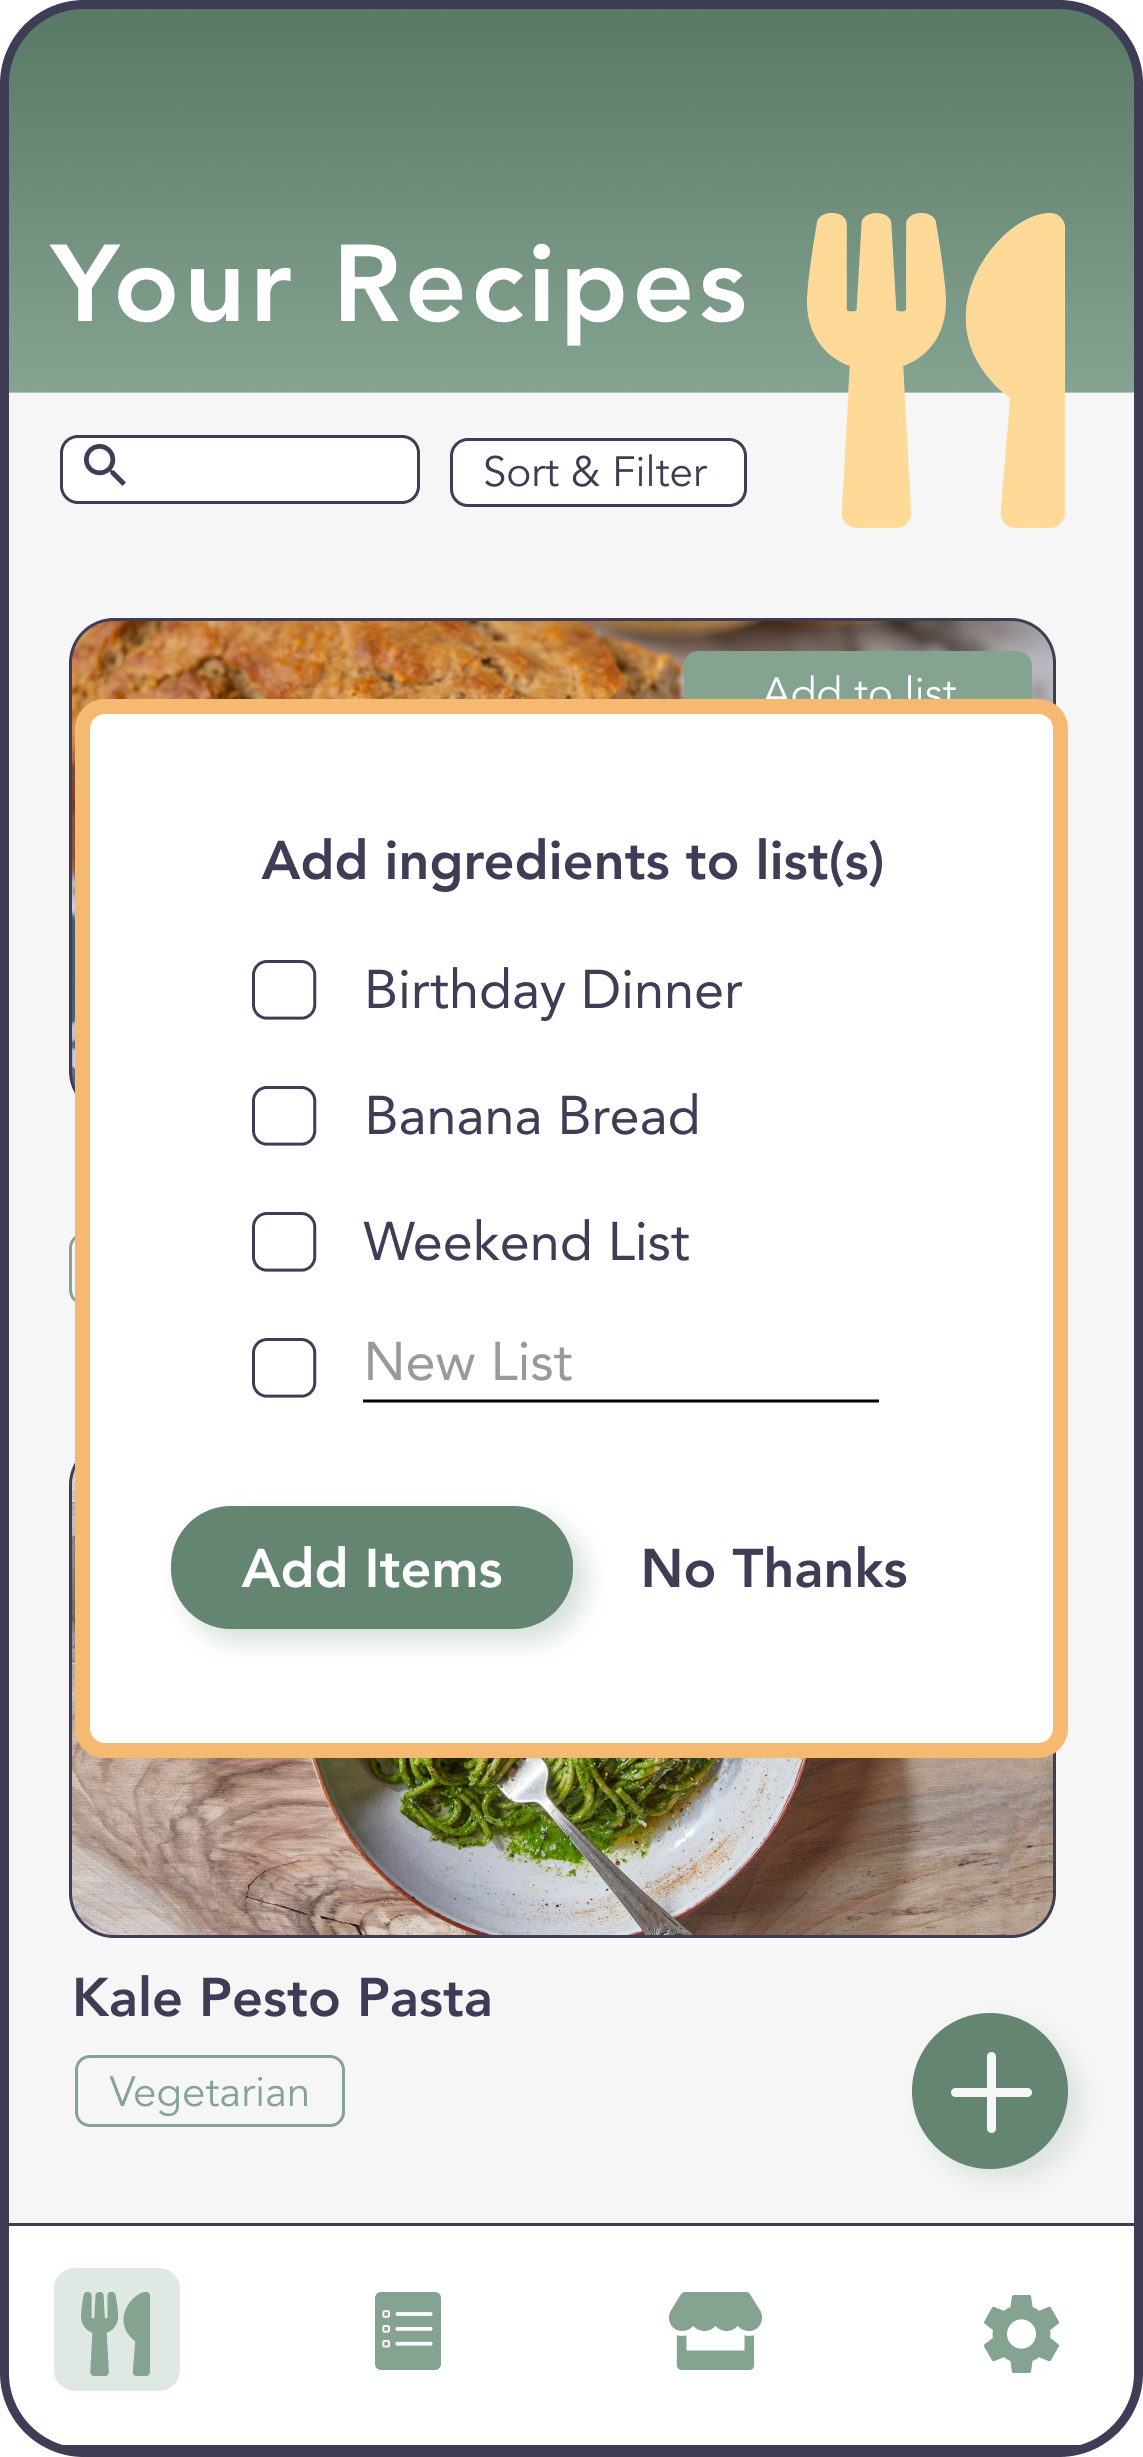 Your Recipes
Sort & Filter
Add to list
Add ingredients to list(s)
Birthday Dinner
Banana Bread
Weekend List
New List
Add Items
No Thanks
Kale Pesto Pasta
Vegetarian